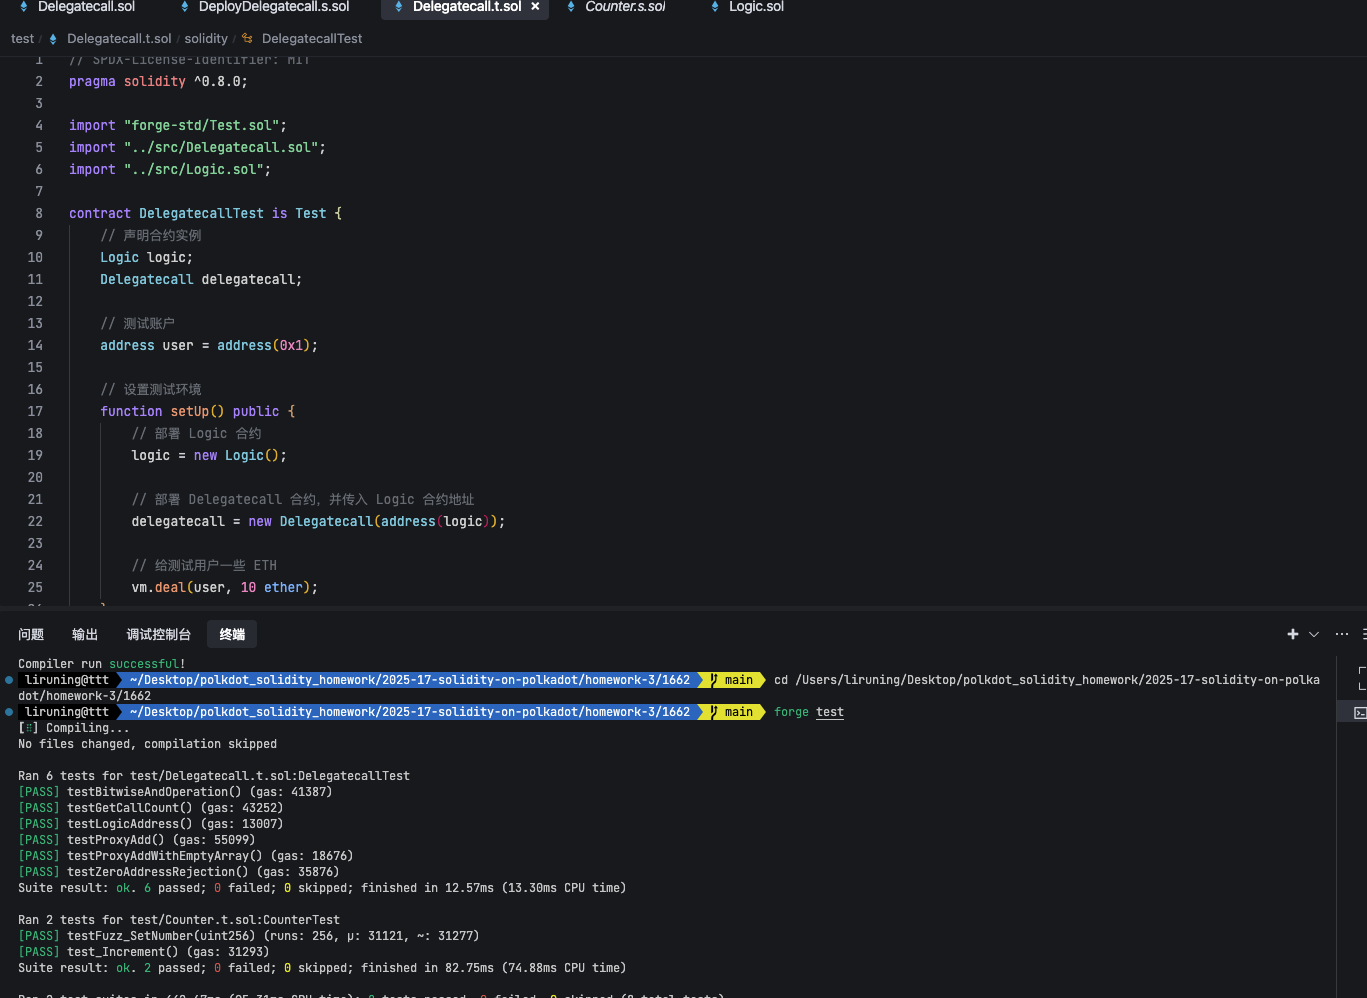 Delegatecall.sol DeployDelegatecall.s.sol Delegatecall.t.sol × Counter.s.sol Logic.sol
test / Delegatecall.t.sol / solidity / DelegatecallTest
1 // SPDX-License-Identifier: MIT
2 pragma solidity ^0.8.0;
3
4 import "forge-std/Test.sol";
5 import "../src/Delegatecall.sol";
6 import "../src/Logic.sol";
7
8 contract DelegatecallTest is Test {
9 // 声明合约实例
10 Logic logic;
11 Delegatecall delegatecall;
12
13 // 测试账户
14 address user = address(0x1);
15
16 // 设置测试环境
17 function setUp() public {
18 // 部署 Logic 合约
19 logic = new Logic();
20
21 // 部署 Delegatecall 合约，并传入 Logic 合约地址
22 delegatecall = new Delegatecall(address(logic));
23
24 // 给测试用户一些 ETH
25 vm.deal(user, 10 ether);
问题 输出 调试控制台 终端
Compiler run successful!
liruning@ttt ~/Desktop/polkdot_solidity_homework/2025-17-solidity-on-polkadot/homework-3/1662 main cd /Users/liruning/Desktop/polkdot_solidity_homework/2025-17-solidity-on-polka
dot/homework-3/1662
liruning@ttt ~/Desktop/polkdot_solidity_homework/2025-17-solidity-on-polkadot/homework-3/1662 main forge test
[⠿] Compiling...
No files changed, compilation skipped
Ran 6 tests for test/Delegatecall.t.sol:DelegatecallTest
[PASS] testBitwiseAndOperation() (gas: 41387)
[PASS] testGetCallCount() (gas: 43252)
[PASS] testLogicAddress() (gas: 13007)
[PASS] testProxyAdd() (gas: 55099)
[PASS] testProxyAddWithEmptyArray() (gas: 18676)
[PASS] testZeroAddressRejection() (gas: 35876)
Suite result: ok. 6 passed; 0 failed; 0 skipped; finished in 12.57ms (13.30ms CPU time)
Ran 2 tests for test/Counter.t.sol:CounterTest
[PASS] testFuzz_SetNumber(uint256) (runs: 256, μ: 31121, ~: 31277)
[PASS] test_Increment() (gas: 31293)
Suite result: ok. 2 passed; 0 failed; 0 skipped; finished in 82.75ms (74.88ms CPU time)